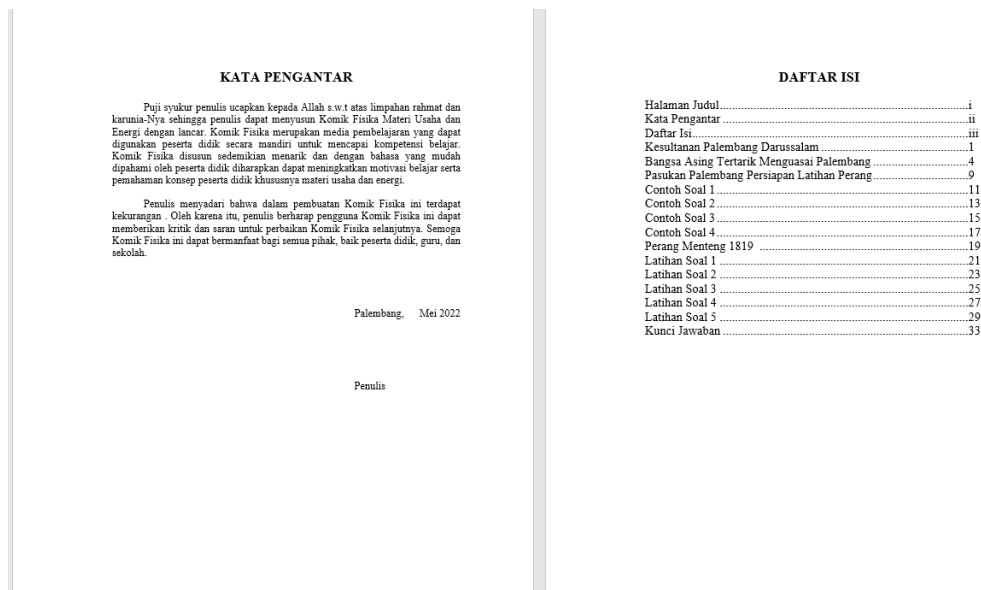 KATA PENGANTAR
Puji syukur penulis ucapkan kepada Allah s.w.t atas limpahan rahmat dan
karunia-Nya sehingga penulis dapat menyusun Komik Fisika Materi Usaha dan
Energi dengan lancar. Komik Fisika merupakan media pembelajaran yang dapat
digunakan peserta didik secara mandiri untuk mencapai kompetensi belajar.
Komik Fisika disusun sedemikian menarik dan dengan bahasa yang mudah
dipahami oleh peserta didik diharapkan dapat meningkatkan motivasi belajar serta
pemahaman konsep peserta didik khususnya materi usaha dan energi.
Penulis menyadari bahwa dalam pembuatan Komik Fisika ini terdapat
kekurangan . Oleh karena itu, penulis berharap pengguna Komik Fisika ini dapat
memberikan kritik dan saran untuk perbaikan Komik Fisika selanjutnya. Semoga
Komik Fisika ini dapat bermanfaat bagi semua pihak, baik peserta didik, guru, dan
sekolah.
Palembang, Mei 2022
Penulis
DAFTAR ISI
Halaman Judul.....i
Kata Pengantar.....ii
Daftar Isi.....iii
Kesultanan Palembang Darussalam.....1
Bangsa Asing Tertarik Menguasai Palembang.....4
Pasukan Palembang Persiapan Latihan Perang.....9
Contoh Soal 1.....11
Contoh Soal 2.....13
Contoh Soal 3.....15
Contoh Soal 4.....17
Perang Menteng 1819.....19
Latihan Soal 1.....21
Latihan Soal 2.....23
Latihan Soal 3.....25
Latihan Soal 4.....27
Latihan Soal 5.....29
Kunci Jawaban.....33